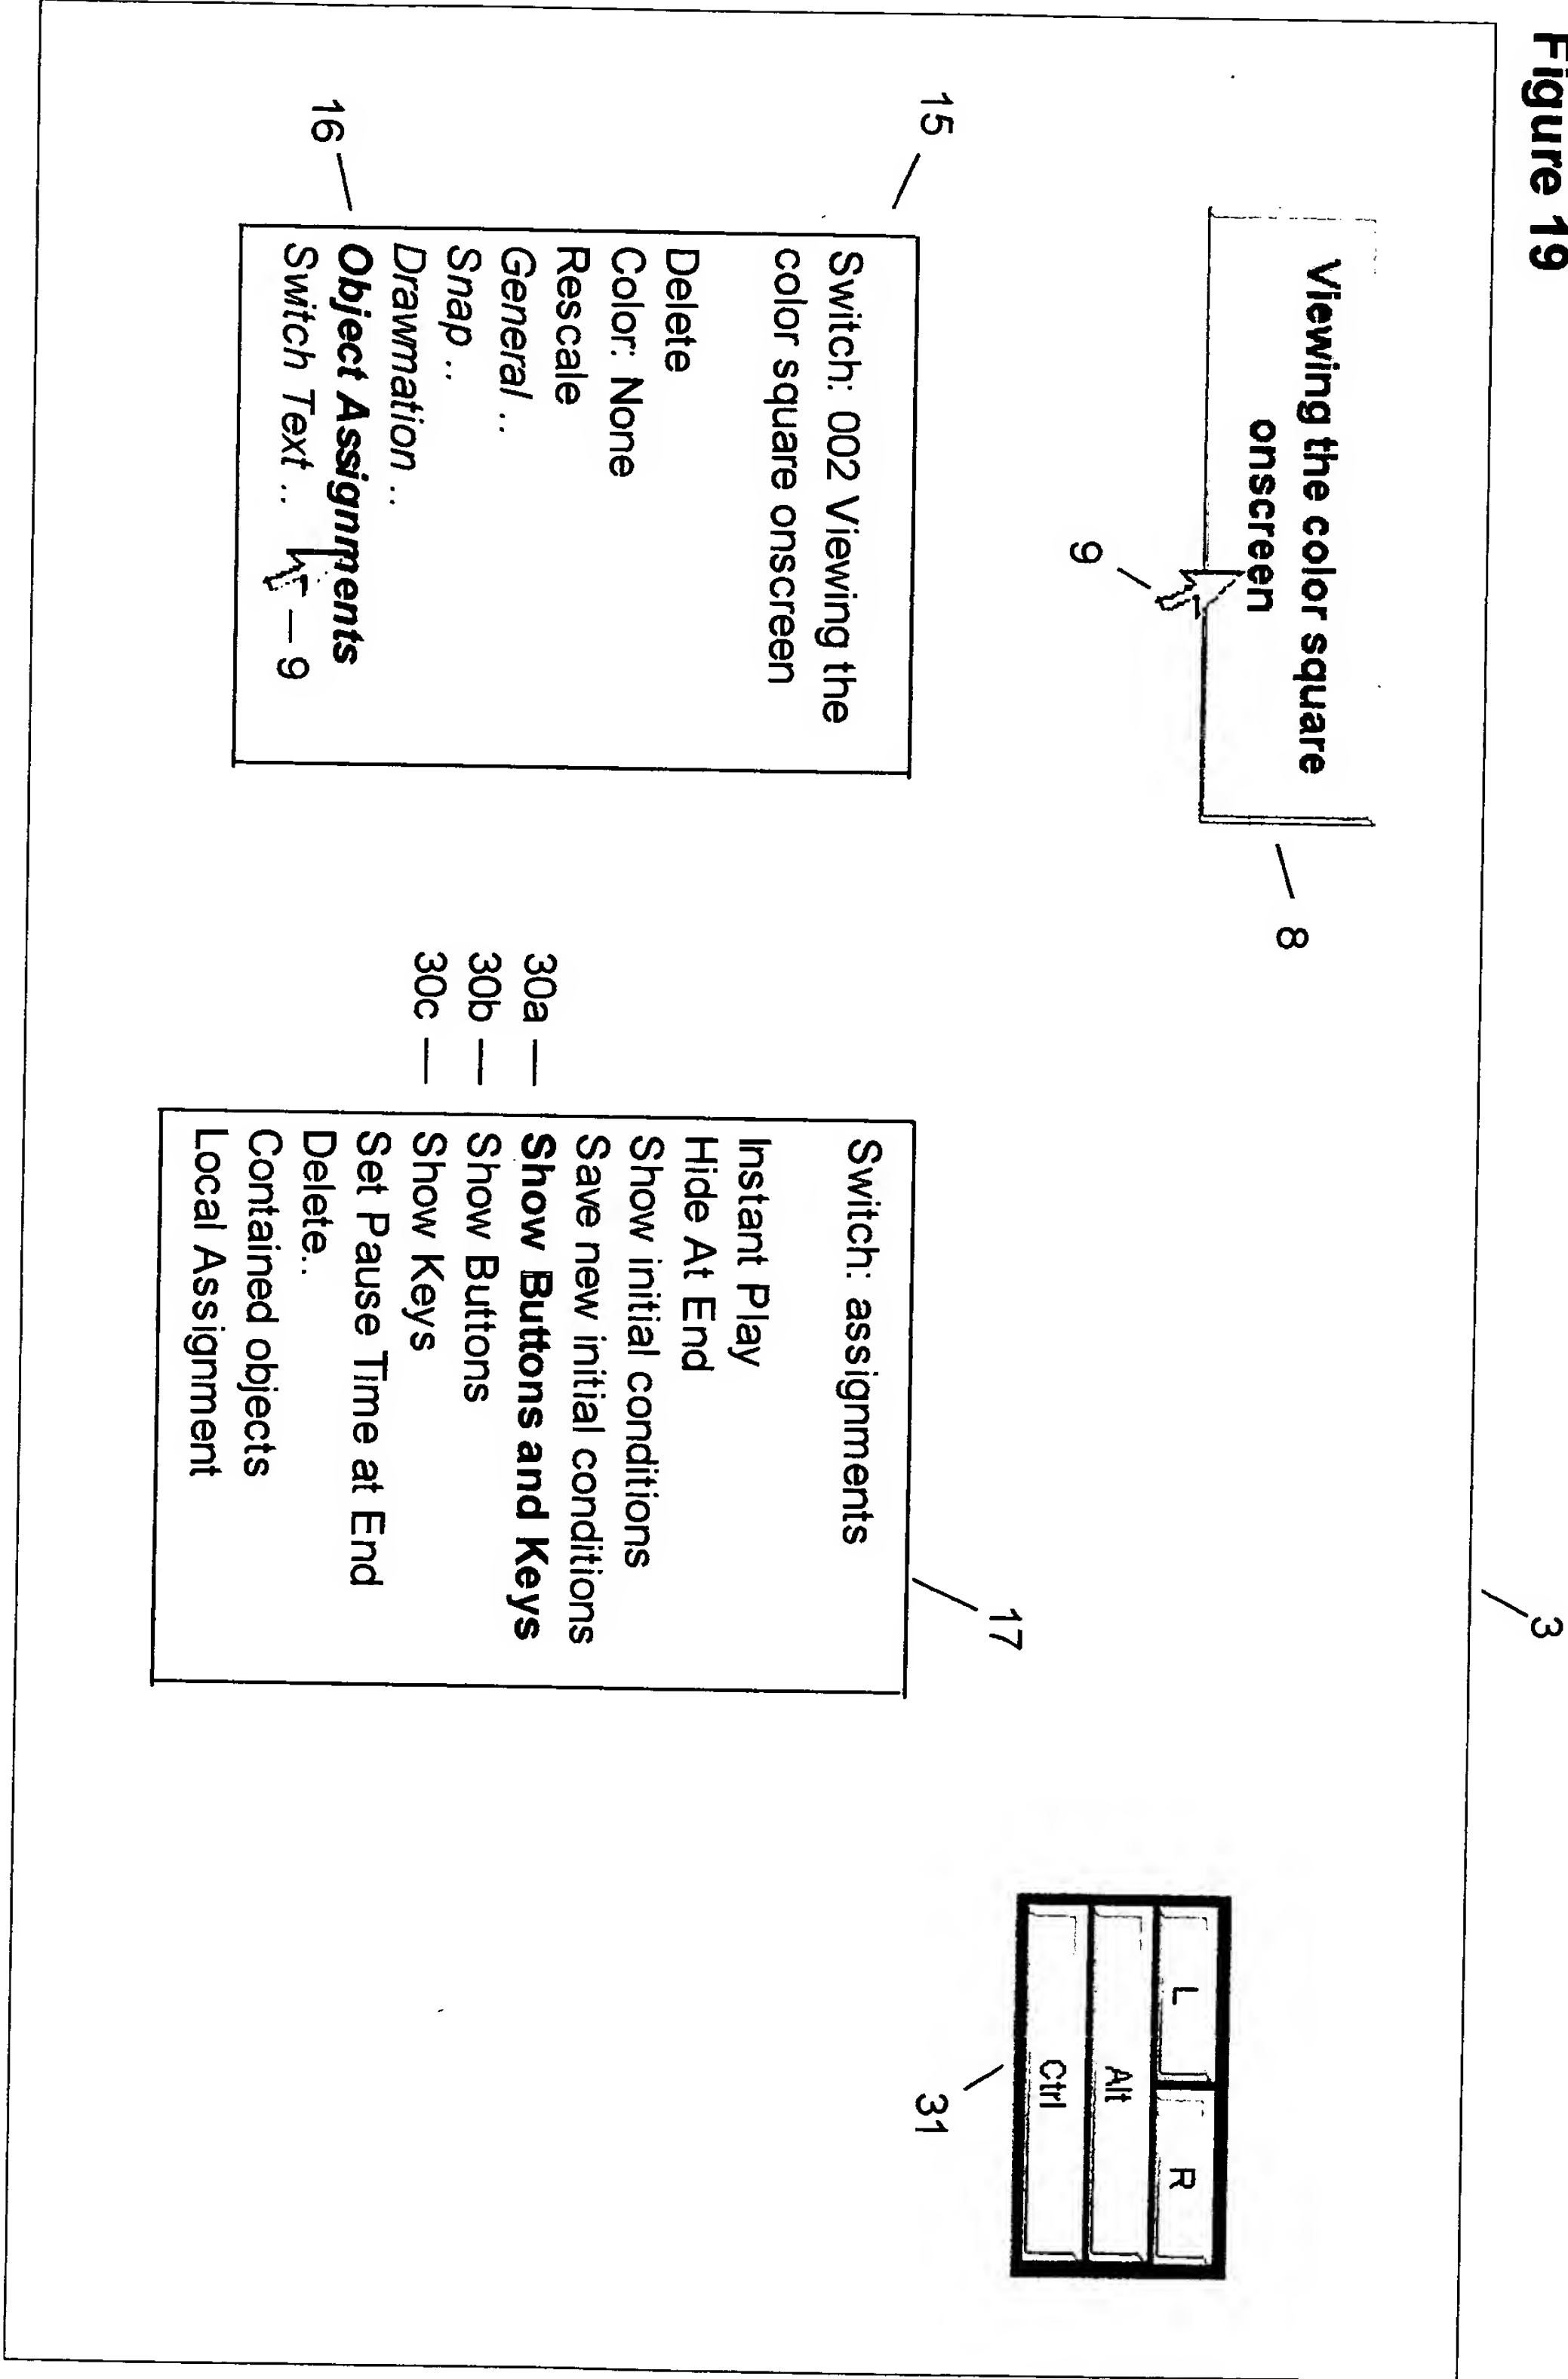 Figure 19
3
Viewing the color square
onscreen
8
9
15
Switch: 002 Viewing the
color square onscreen
Delete
Color: None
Rescale
General ..
Snap ..
Drawmation ..
16
Object Assignments
Switch Text ..
9
17
Switch: assignments
Instant Play
Hide At End
Show initial conditions
Save new initial conditions
30a
Show Buttons and Keys
30b
Show Buttons
30c
Show Keys
Set Pause Time at End
Delete..
Contained objects
Local Assignment
L
R
Alt
Ctrl
31